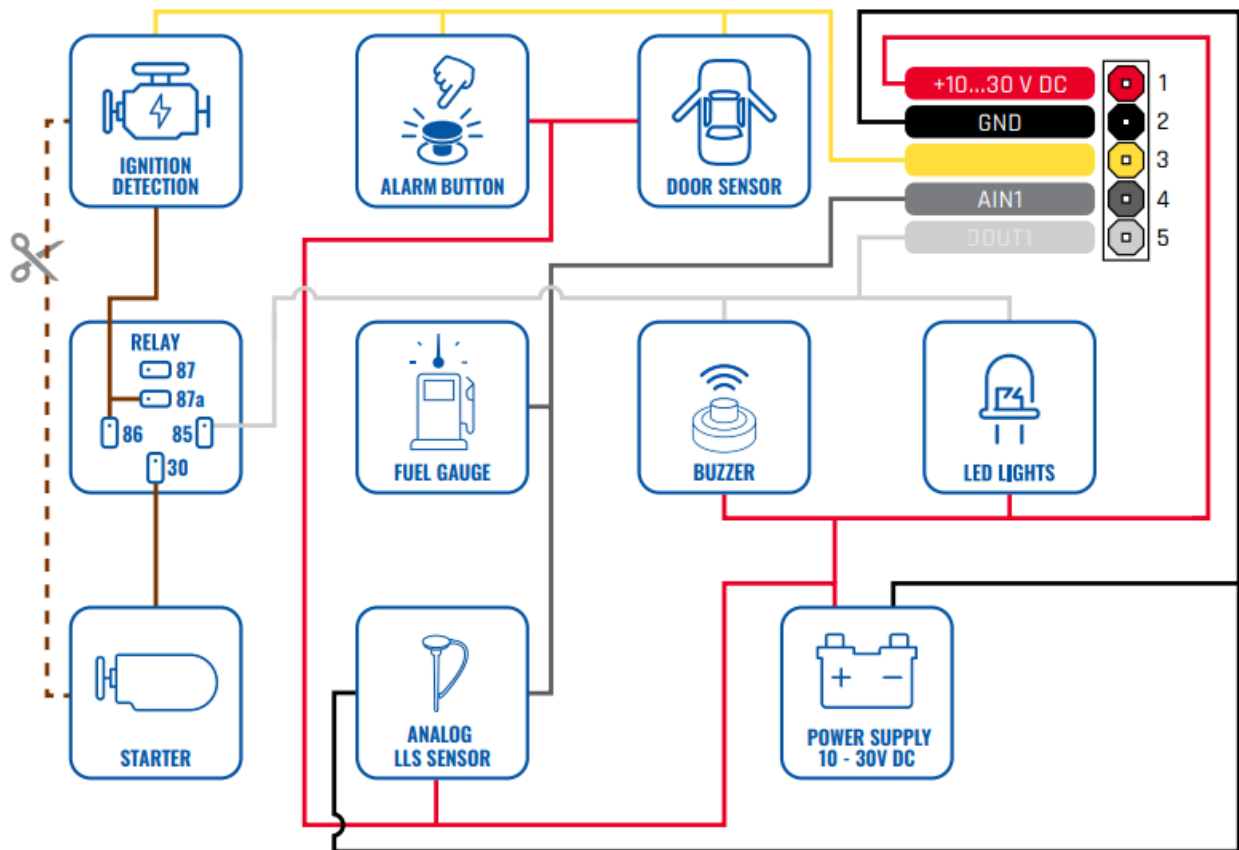 +10...30 V DC
1
GND
2
3
AIN1
4
DOUT1
5
IGNITION
DETECTION
ALARM BUTTON
DOOR SENSOR
RELAY
87
87a
86
85
30
FUEL GAUGE
BUZZER
LED LIGHTS
STARTER
ANALOG
LLS SENSOR
+
−
POWER SUPPLY
10 - 30V DC